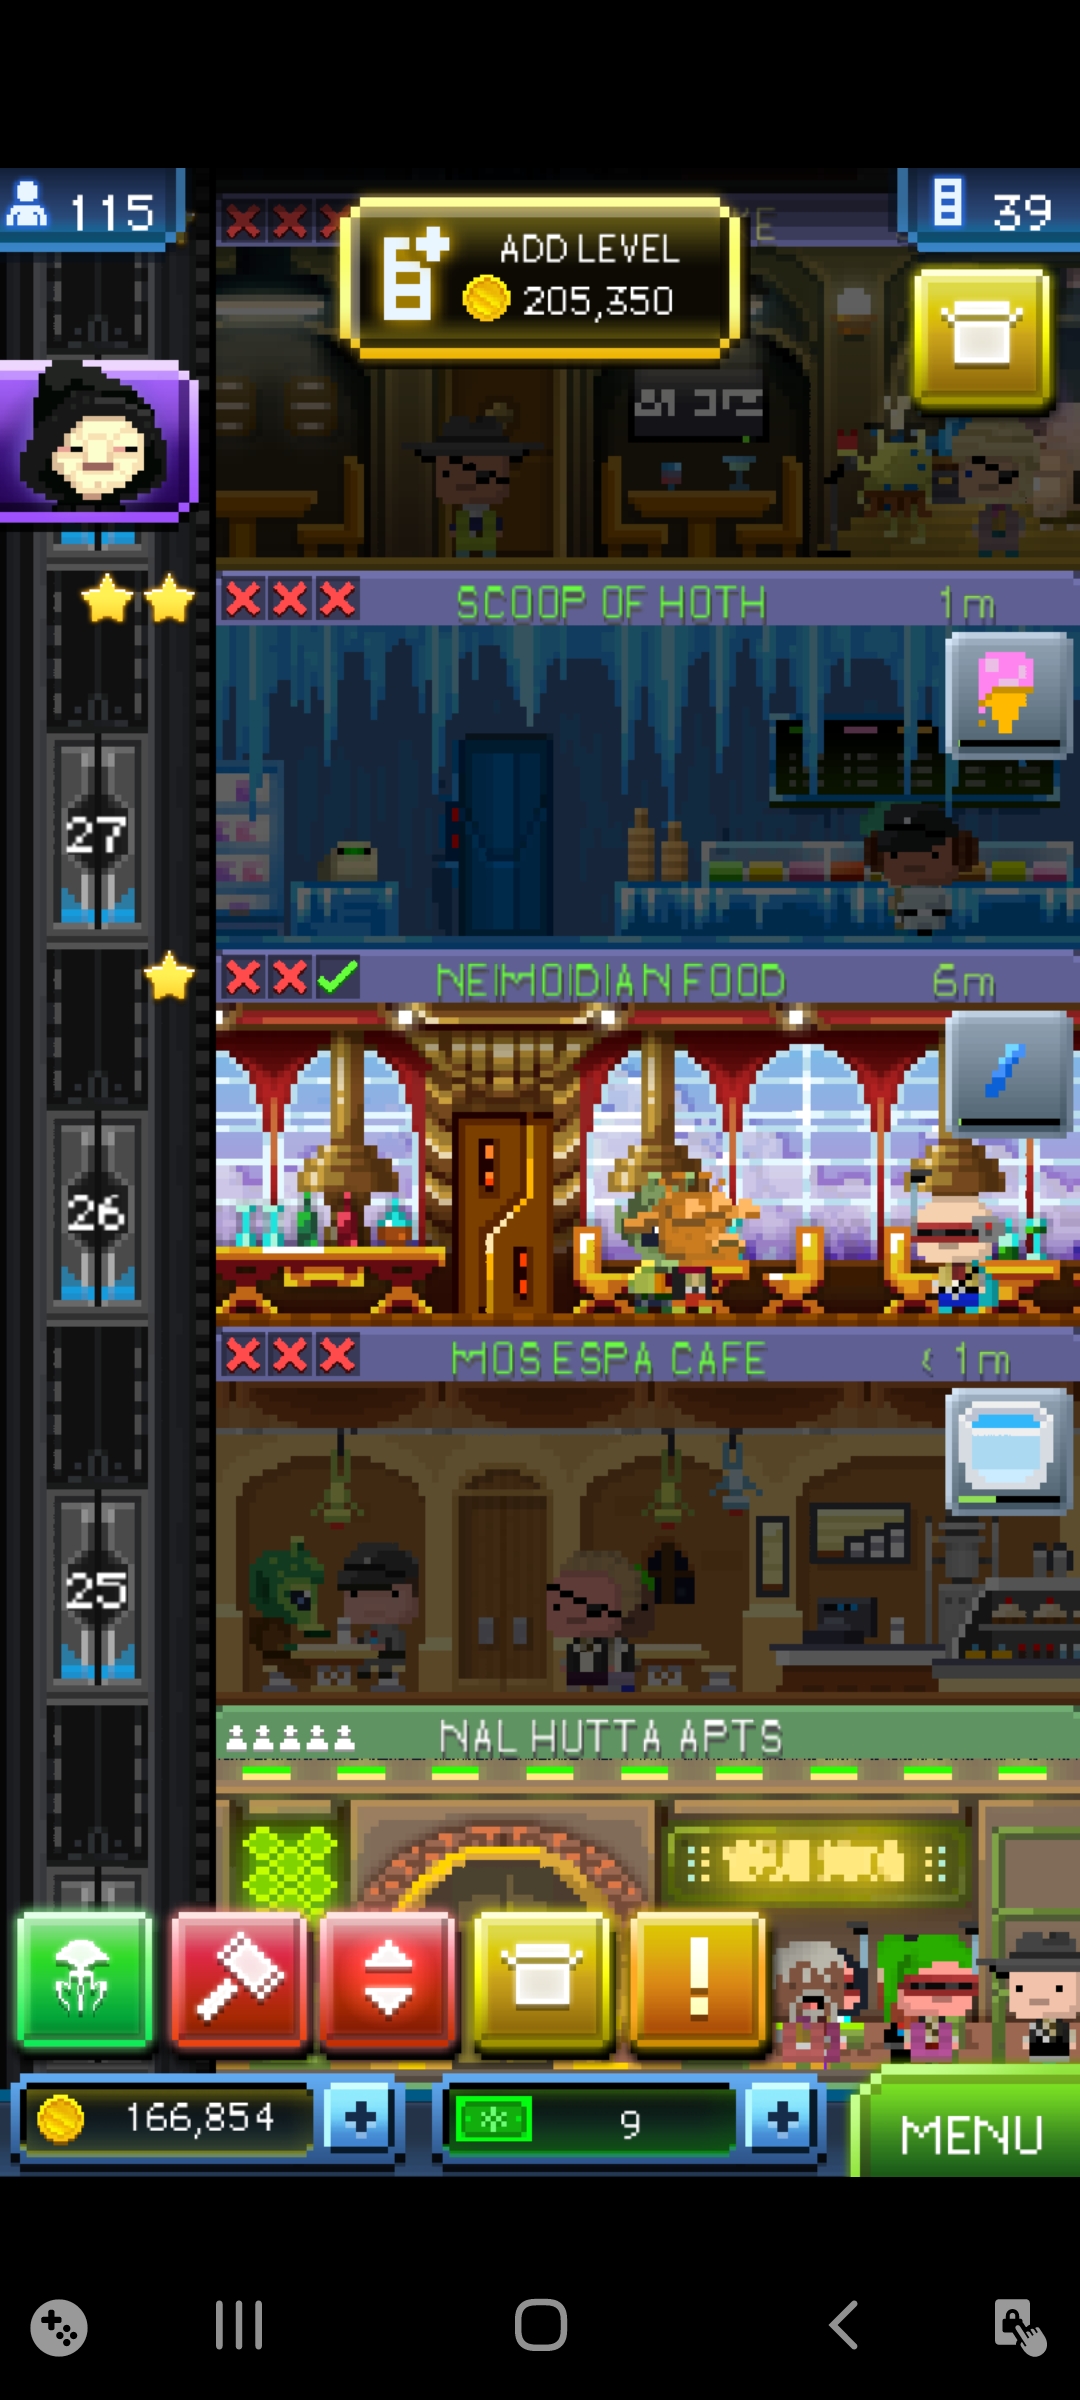 115
39
ADD LEVEL
205,350
SCOOP OF HOTH 1m
27
NEIMOIDIAN FOOD 6m
26
MOS ESPA CAFE < 1m
25
NAL HUTTA APTS
!
166,854 +
9 +
MENU